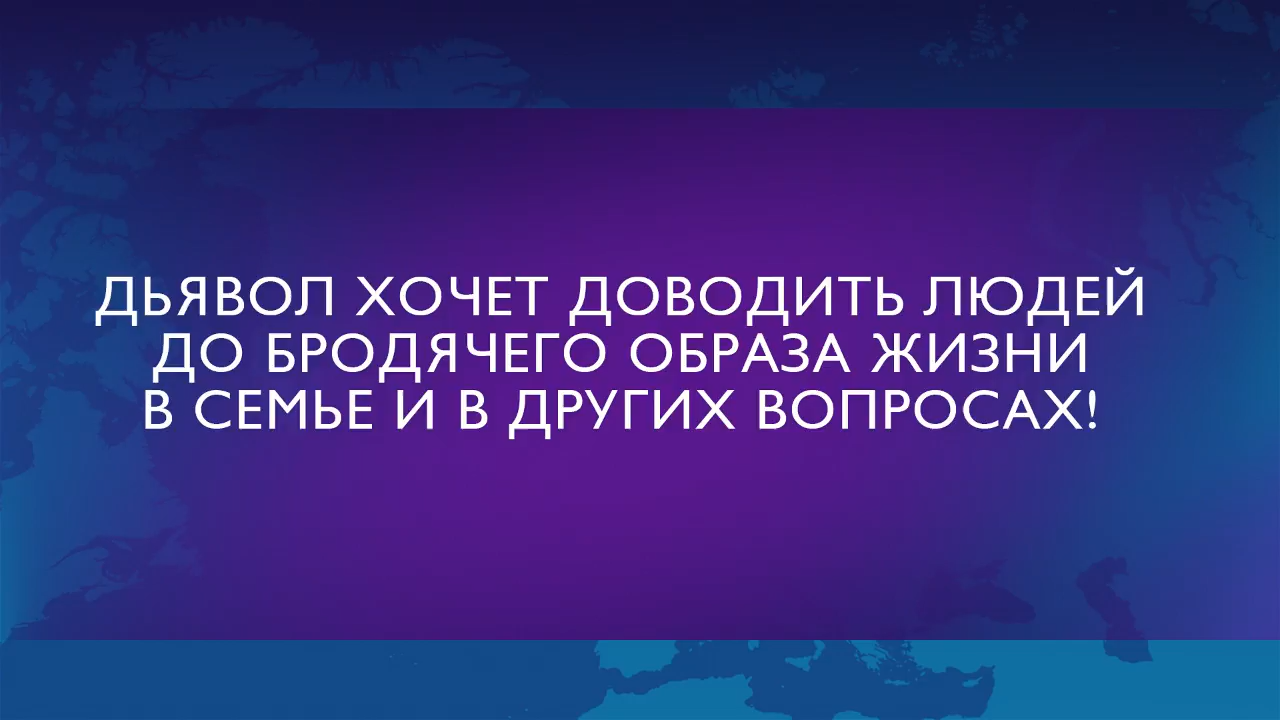 ДЬЯВОЛ ХОЧЕТ ДОВОДИТЬ ЛЮДЕЙ
ДО БРОДЯЧЕГО ОБРАЗА ЖИЗНИ
В СЕМЬЕ И В ДРУГИХ ВОПРОСАХ!